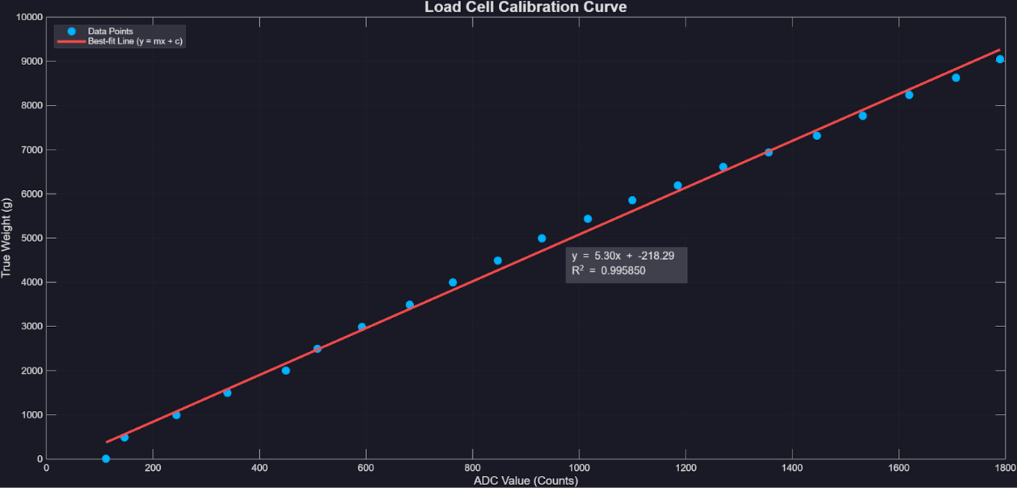 Load Cell Calibration Curve
Data Points
Best-fit Line (y = mx + c)
True Weight (g)
10000
9000
8000
7000
6000
5000
4000
3000
2000
1000
0
y = 5.30x + -218.29
R² = 0.995850
0 200 400 600 800 1000 1200 1400 1600 1800
ADC Value (Counts)